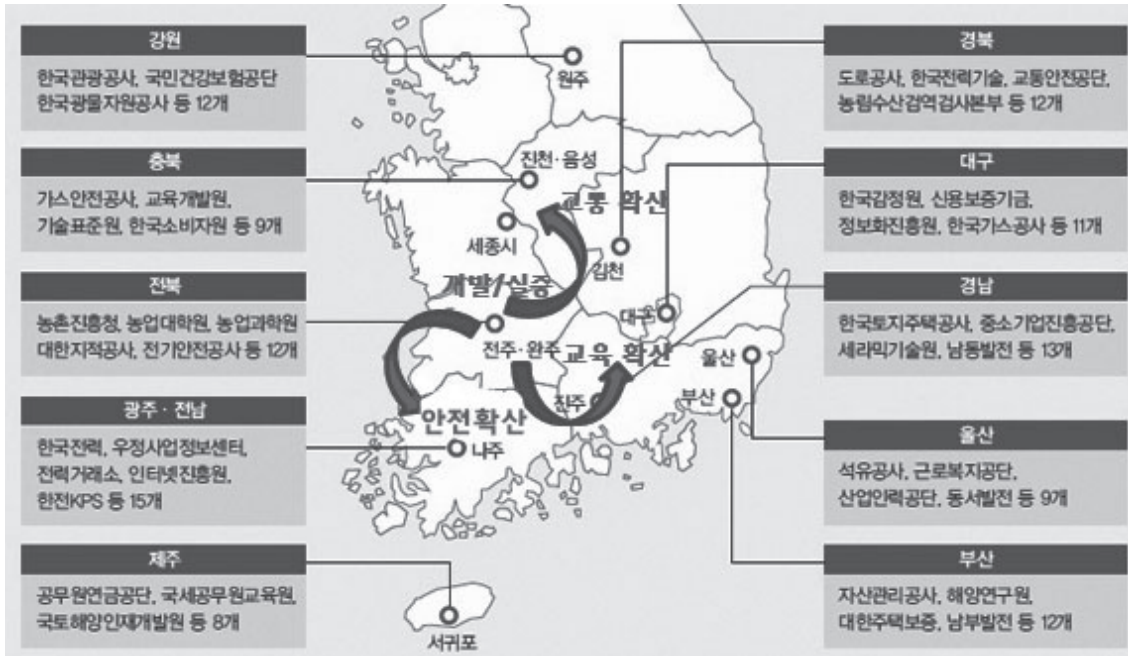 강원
한국관광공사, 국민건강보험공단
한국광물자원공사 등 12개
충북
가스안전공사, 교육개발원,
기술표준원, 한국소비자원 등 9개
전북
농촌진흥청, 농업대학원, 농업과학원
대한지적공사, 전기안전공사 등 12개
광주 · 전남
한국전력, 우정사업정보센터,
전력거래소, 인터넷진흥원,
한전KPS 등 15개
제주
공무원연금공단, 국세공무원교육원,
국토해양인재개발원 등 8개
원주
진천 · 음성
교통 확산
세종시
김천
개발/실증
대구
전주 · 완주
교육 확산
울산
진주
부산
안전확산
나주
서귀포
경북
도로공사, 한국전력기술, 교통안전공단,
농림수산검역검사본부 등 12개
대구
한국감정원, 신용보증기금,
정보화진흥원, 한국가스공사 등 11개
경남
한국토지주택공사, 중소기업진흥공단,
세라믹기술원, 남동발전 등 13개
울산
석유공사, 근로복지공단,
산업인력공단, 동서발전 등 9개
부산
자산관리공사, 해양연구원,
대한주택보증, 남부발전 등 12개